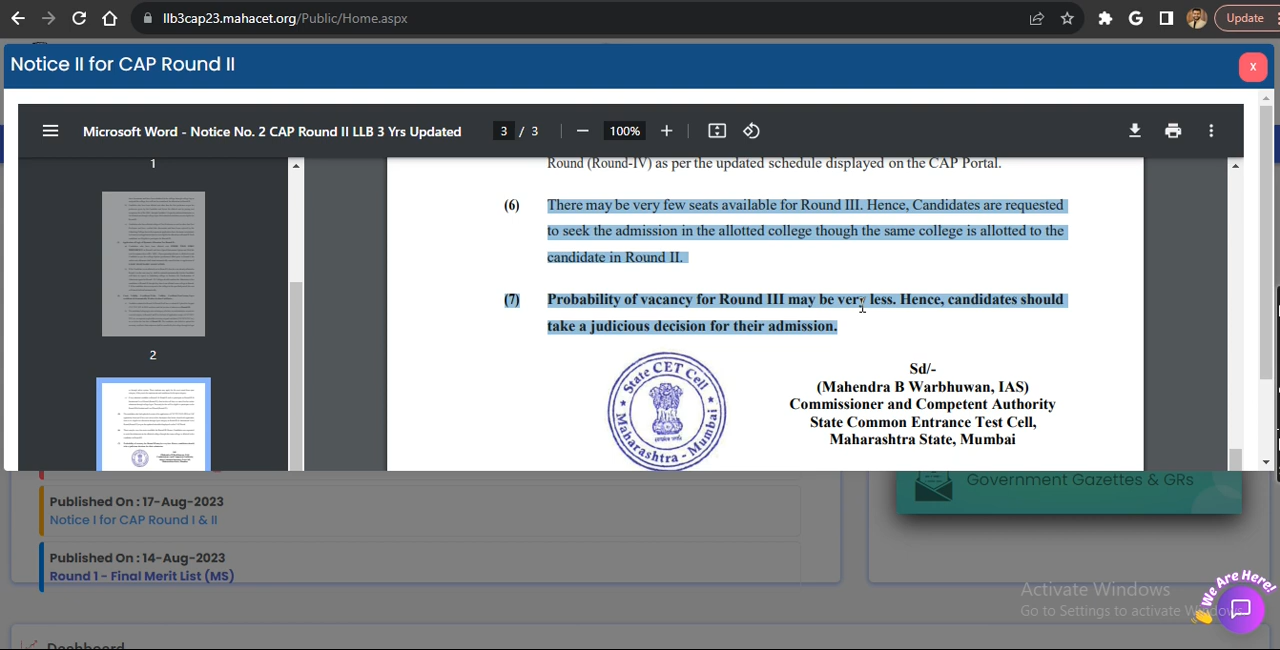 llb3cap23.mahacet.org/Public/Home.aspx
Update
Notice II for CAP Round II
X
Microsoft Word - Notice No. 2 CAP Round II LLB 3 Yrs Updated
3 / 3
100%
1
2
Round (Round-IV) as per the updated schedule displayed on the CAP Portal.
(6) There may be very few seats available for Round III. Hence, Candidates are requested
to seek the admission in the allotted college though the same college is allotted to the
candidate in Round II.
(7) Probability of vacancy for Round III may be very less. Hence, candidates should
take a judicious decision for their admission.
State CET Cell
Maharashtra - Mumbai
Sd/-
(Mahendra B Warbhuwan, IAS)
Commissioner and Competent Authority
State Common Entrance Test Cell,
Maharashtra State, Mumbai
Published On : 17-Aug-2023
Notice I for CAP Round I & II
Published On : 14-Aug-2023
Round 1 - Final Merit List (MS)
Government Gazettes & GRs
Activate Windows
Go to Settings to activate Windows.
We Are Here!
Dashboard